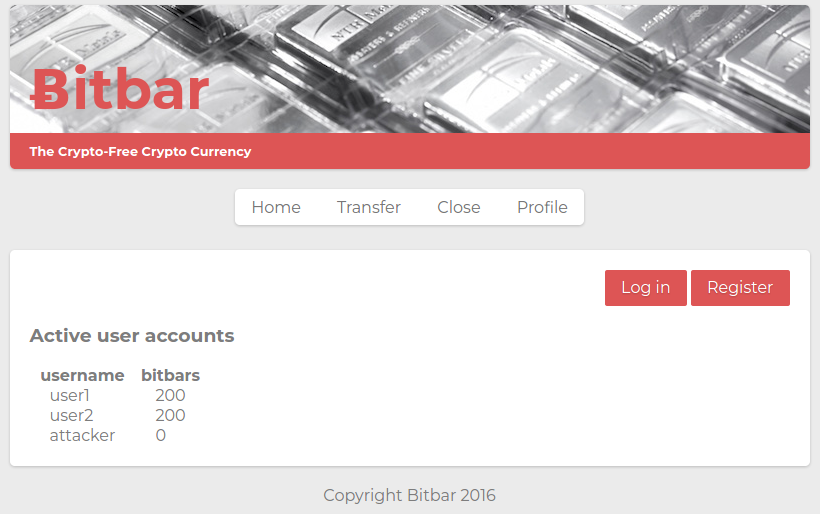 Ƀitbar
The Crypto-Free Crypto Currency
Home Transfer Close Profile
Log in Register
Active user accounts
username bitbars
user1 200
user2 200
attacker 0
Copyright Bitbar 2016